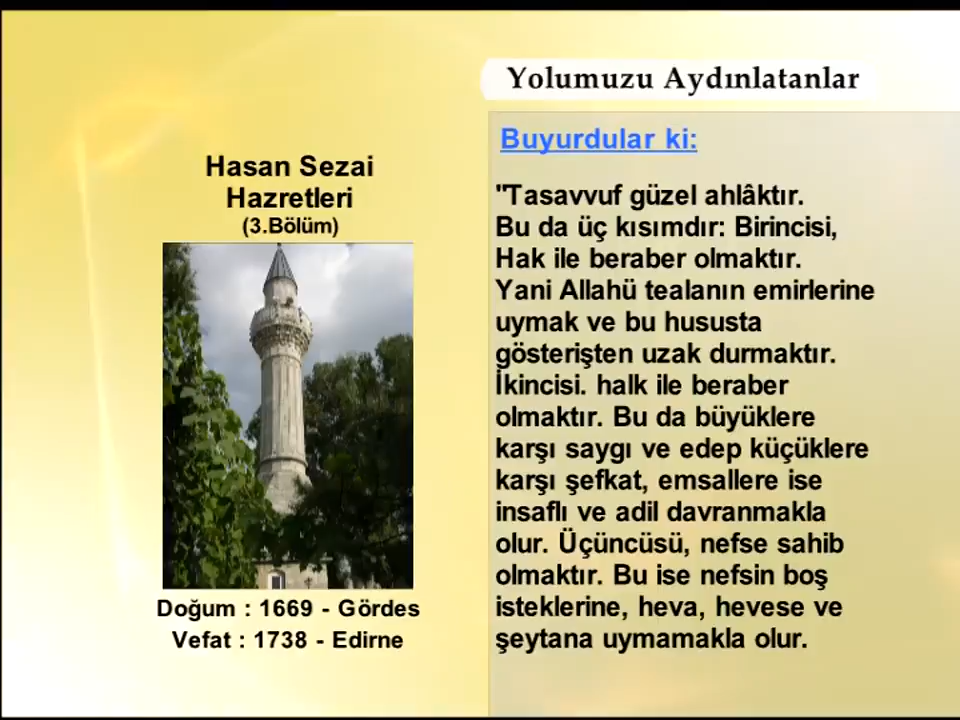 Yolumuzu Aydınlatanlar
Hasan Sezai
Hazretleri
(3.Bölüm)
Doğum : 1669 - Gördes
Vefat : 1738 - Edirne
Buyurdular ki:
"Tasavvuf güzel ahlâktır.
Bu da üç kısımdır: Birincisi,
Hak ile beraber olmaktır.
Yani Allahü tealanın emirlerine
uymak ve bu hususta
gösterişten uzak durmaktır.
İkincisi. halk ile beraber
olmaktır. Bu da büyüklere
karşı saygı ve edep küçüklere
karşı şefkat, emsallere ise
insaflı ve adil davranmakla
olur. Üçüncüsü, nefse sahib
olmaktır. Bu ise nefsin boş
isteklerine, heva, hevese ve
şeytana uymamakla olur.